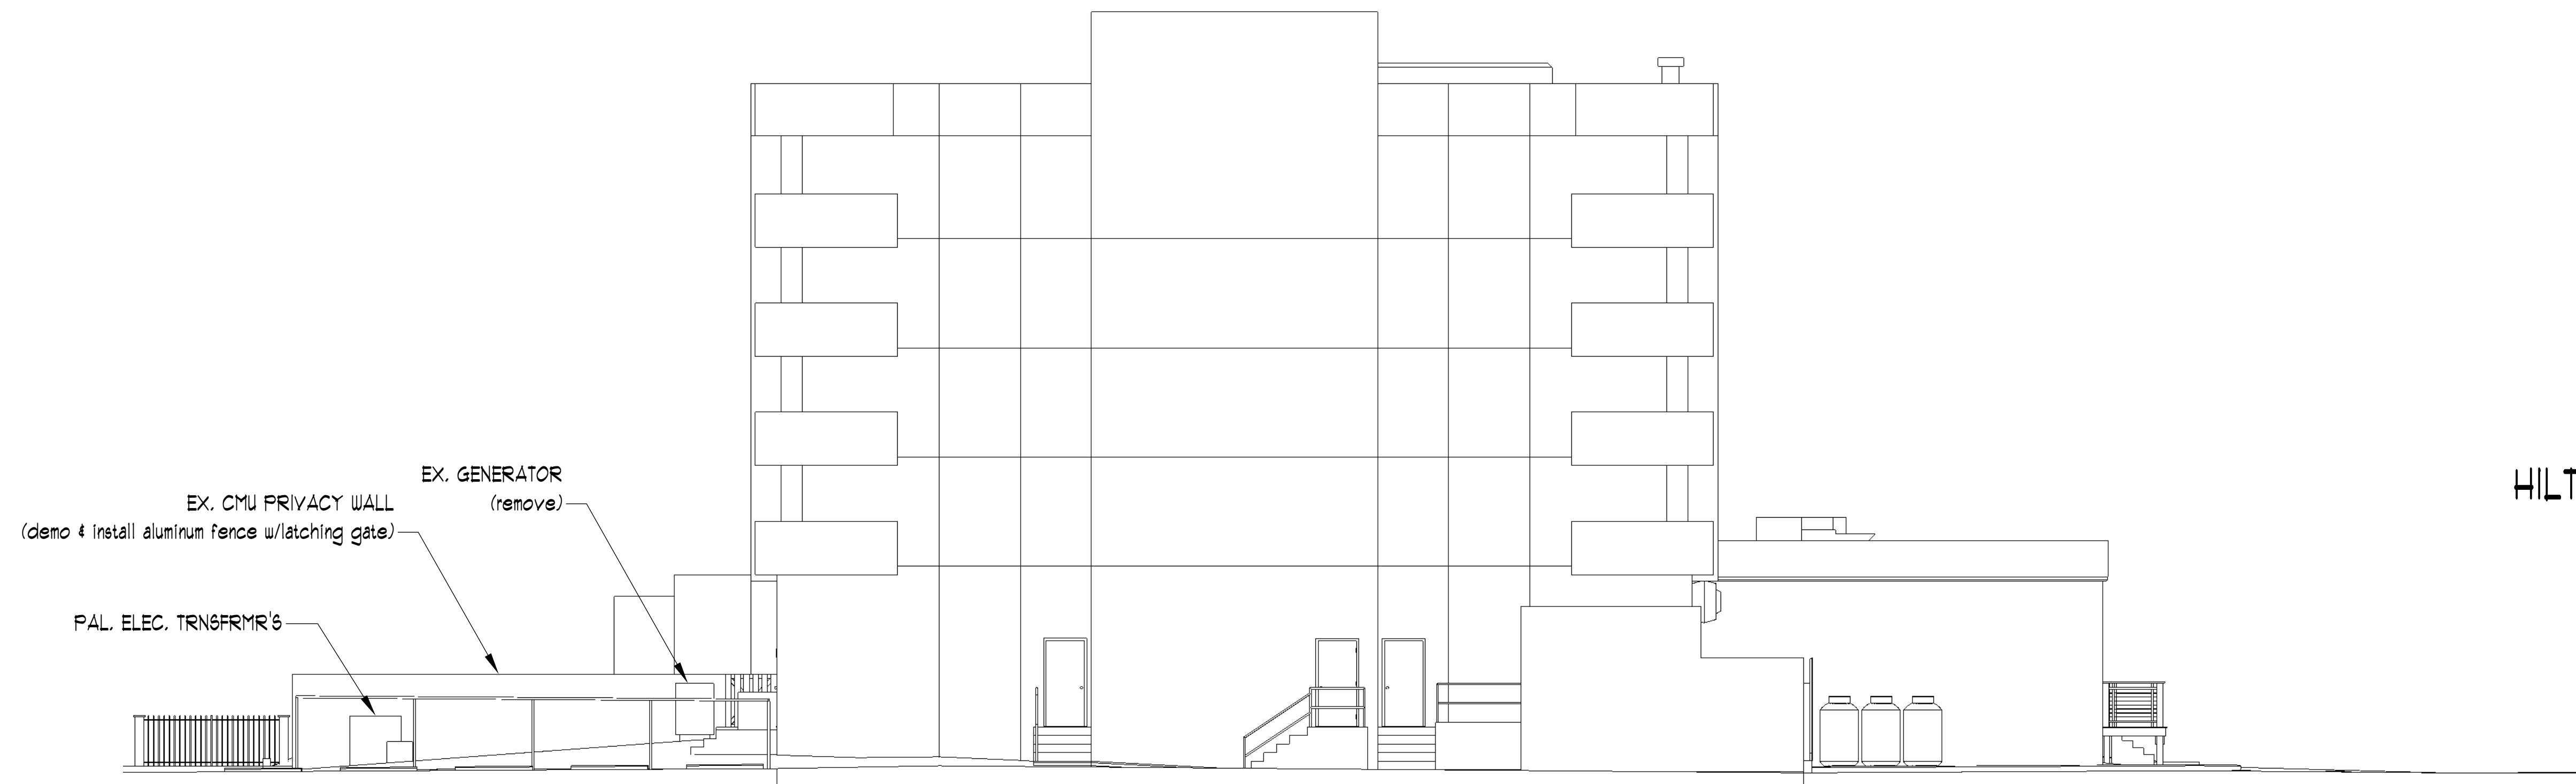 EX. GENERATOR
(remove)
EX. CMU PRIVACY WALL
(demo & install aluminum fence w/latching gate)
PAL. ELEC. TRNSFRMR'S
HILT